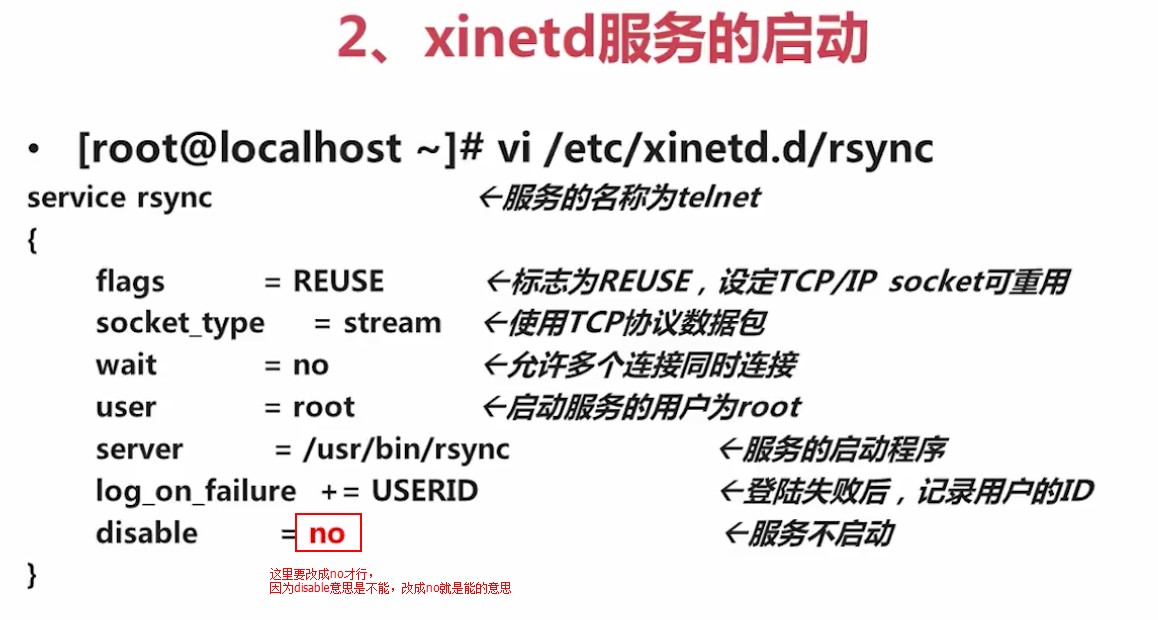 2、xinetd服务的启动
• [root@localhost ~]# vi /etc/xinetd.d/rsync
service rsync ←服务的名称为telnet
{
flags = REUSE ←标志为REUSE，设定TCP/IP socket可重用
socket_type = stream ←使用TCP协议数据包
wait = no ←允许多个连接同时连接
user = root ←启动服务的用户为root
server = /usr/bin/rsync ←服务的启动程序
log_on_failure += USERID ←登陆失败后，记录用户的ID
disable = no ←服务不启动
}
这里要改成no才行，
因为disable意思是不能，改成no就是能的意思